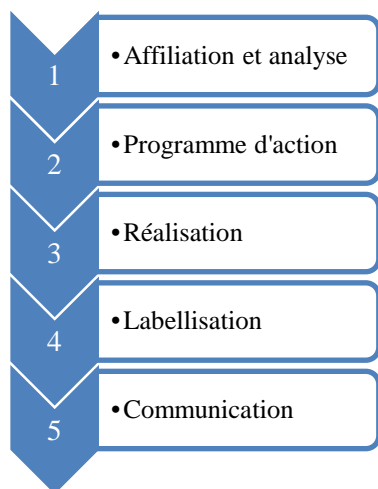 1
•Affiliation et analyse
2
•Programme d'action
3
•Réalisation
4
•Labellisation
5
•Communication